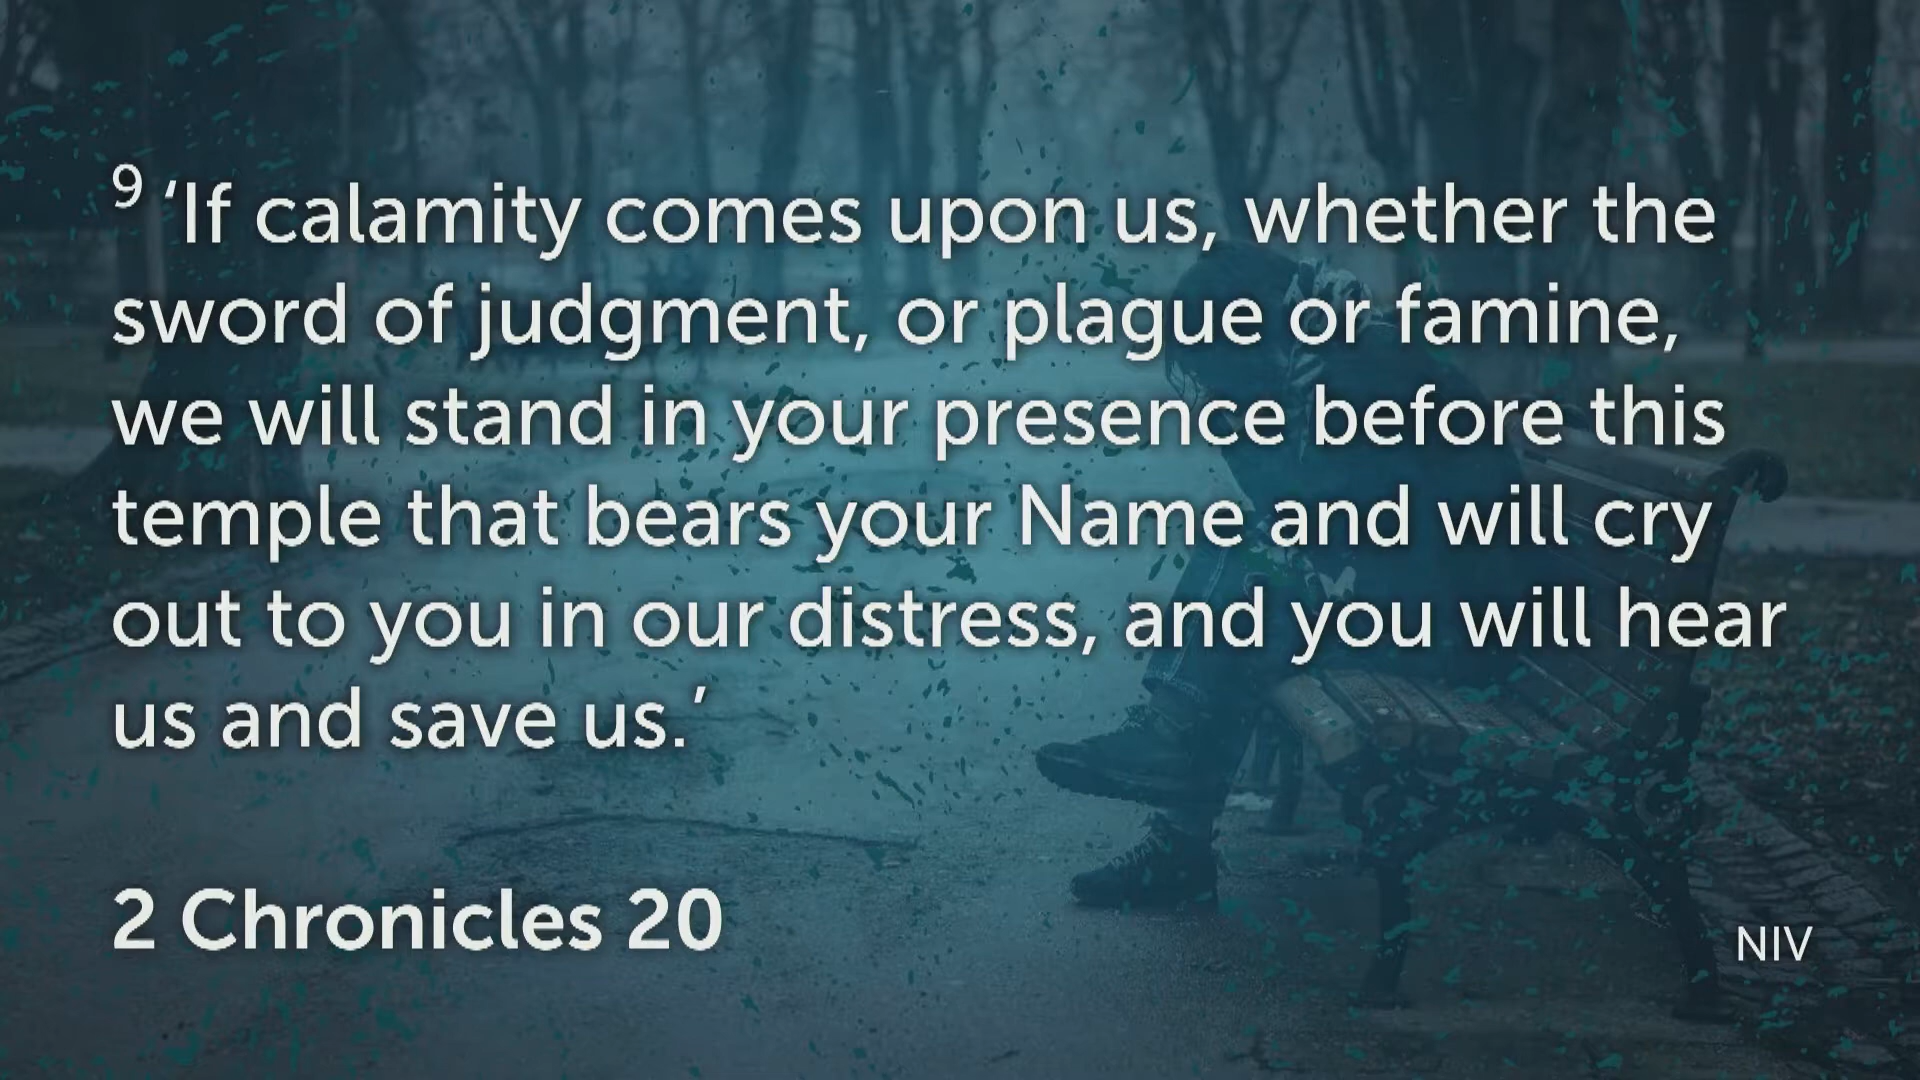 9 ‘If calamity comes upon us, whether the
sword of judgment, or plague or famine,
we will stand in your presence before this
temple that bears your Name and will cry
out to you in our distress, and you will hear
us and save us.’
2 Chronicles 20
NIV